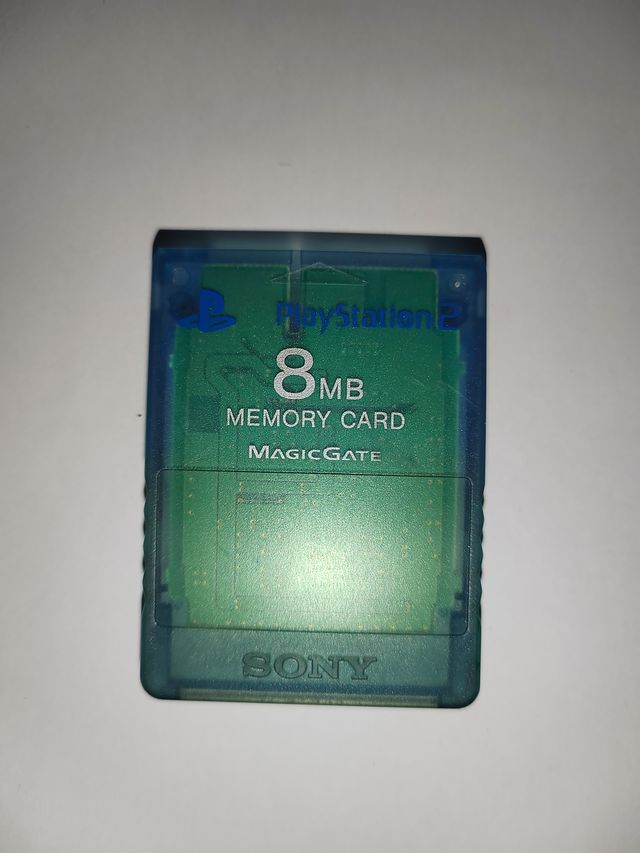 PlayStation 2
8MB
MEMORY CARD
MAGICGATE
SONY